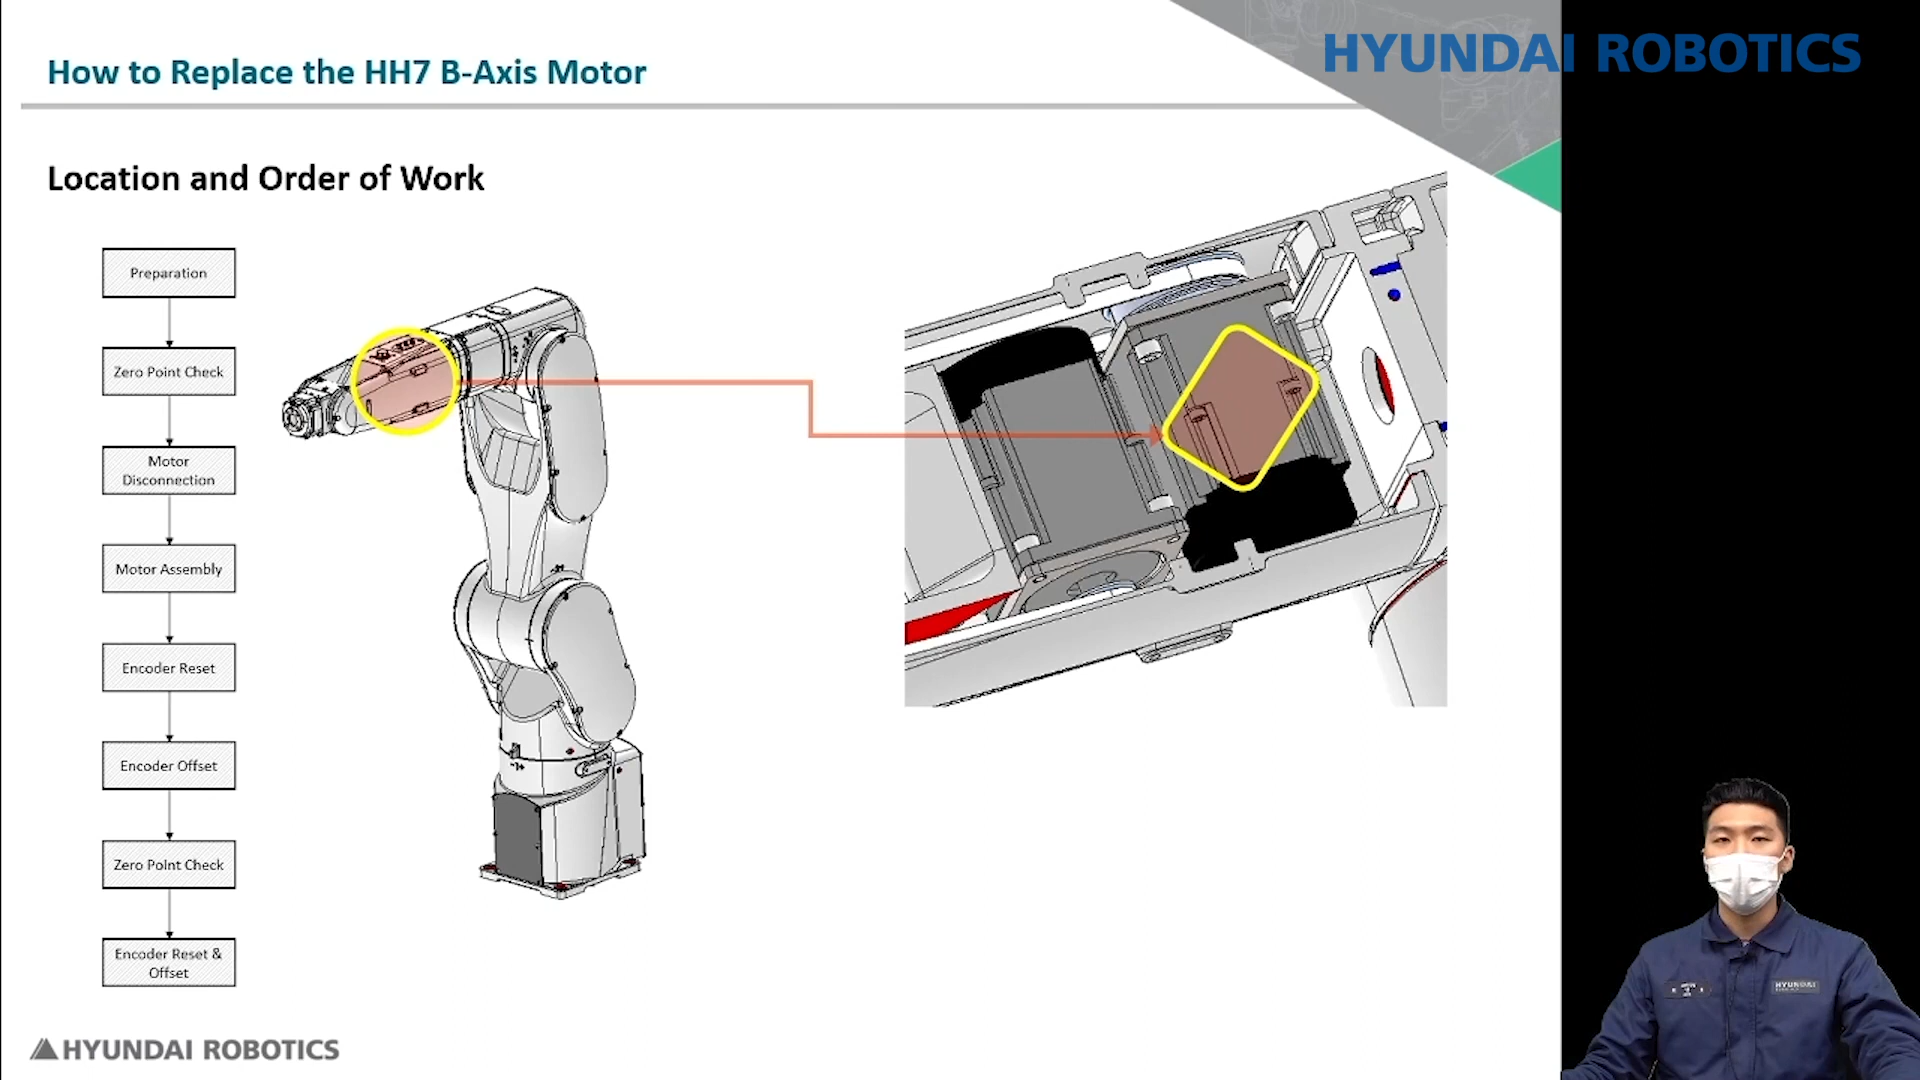 How to Replace the HH7 B-Axis Motor
HYUNDAI ROBOTICS
Location and Order of Work
Preparation
Zero Point Check
Motor
Disconnection
Motor Assembly
Encoder Reset
Encoder Offset
Zero Point Check
Encoder Reset &
Offset
HYUNDAI ROBOTICS
HYUNDAI